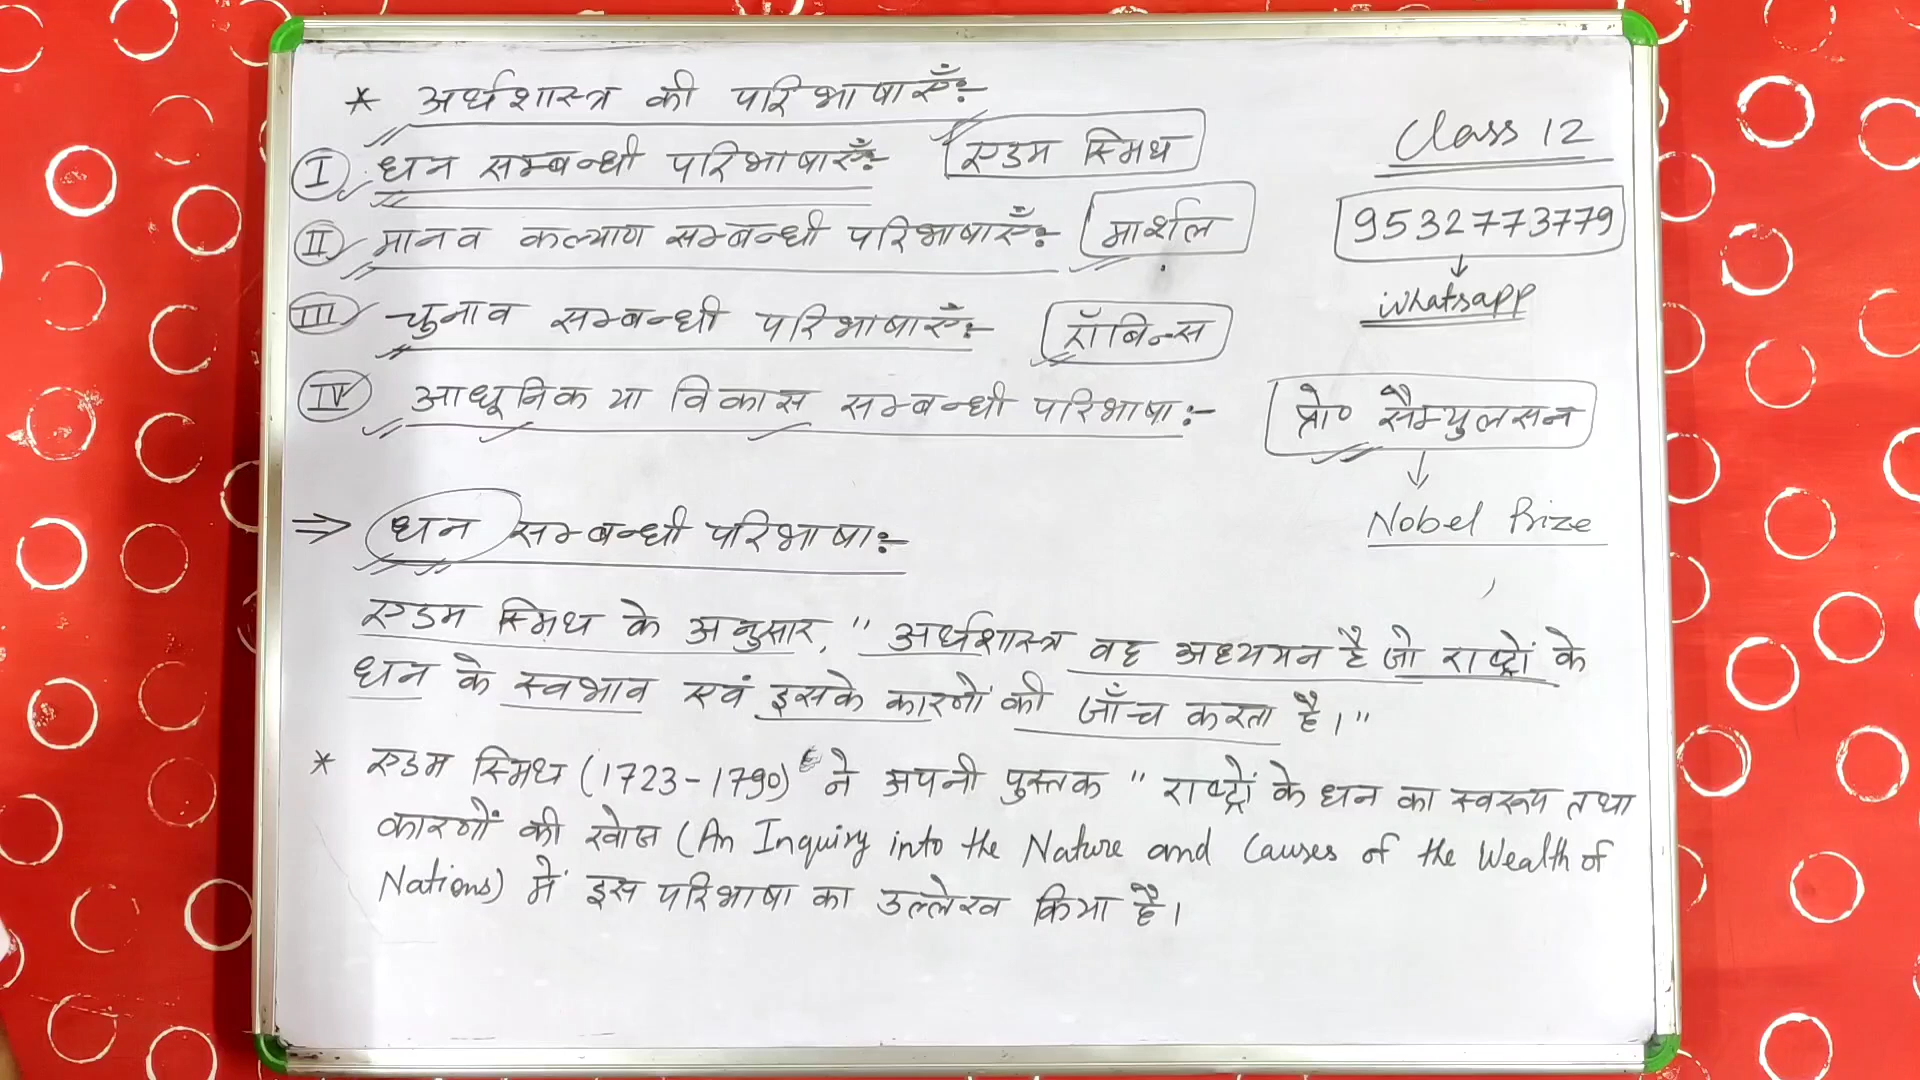 * अर्थशास्त्र की परिभाषाएँ:-
I धन सम्बन्धी परिभाषाएँ:- एडम स्मिथ
II मानव कल्याण सम्बन्धी परिभाषाएँ:- मार्शल
III चुनाव सम्बन्धी परिभाषाएँ:- रॉबिन्स
IV आधूनिक या विकास सम्बन्धी परिभाषा:- प्रो० सैम्युलसन
Class 12
9532773779
↓
whatsapp
↓
Nobel Prize
⇒ धन सम्बन्धी परिभाषा:-
एडम स्मिथ के अनुसार, " अर्थशास्त्र वह अध्ययन है जो राष्ट्रों के
धन के स्वभाव एवं इसके कारणों की जाँच करता है।"
* एडम स्मिथ (1723-1790) ने अपनी पुस्तक " राष्ट्रों के धन का स्वरूप तथा
कारणों की खोज (An Inquiry into the Nature and Causes of the Wealth of
Nations) में इस परिभाषा का उल्लेख किया है।